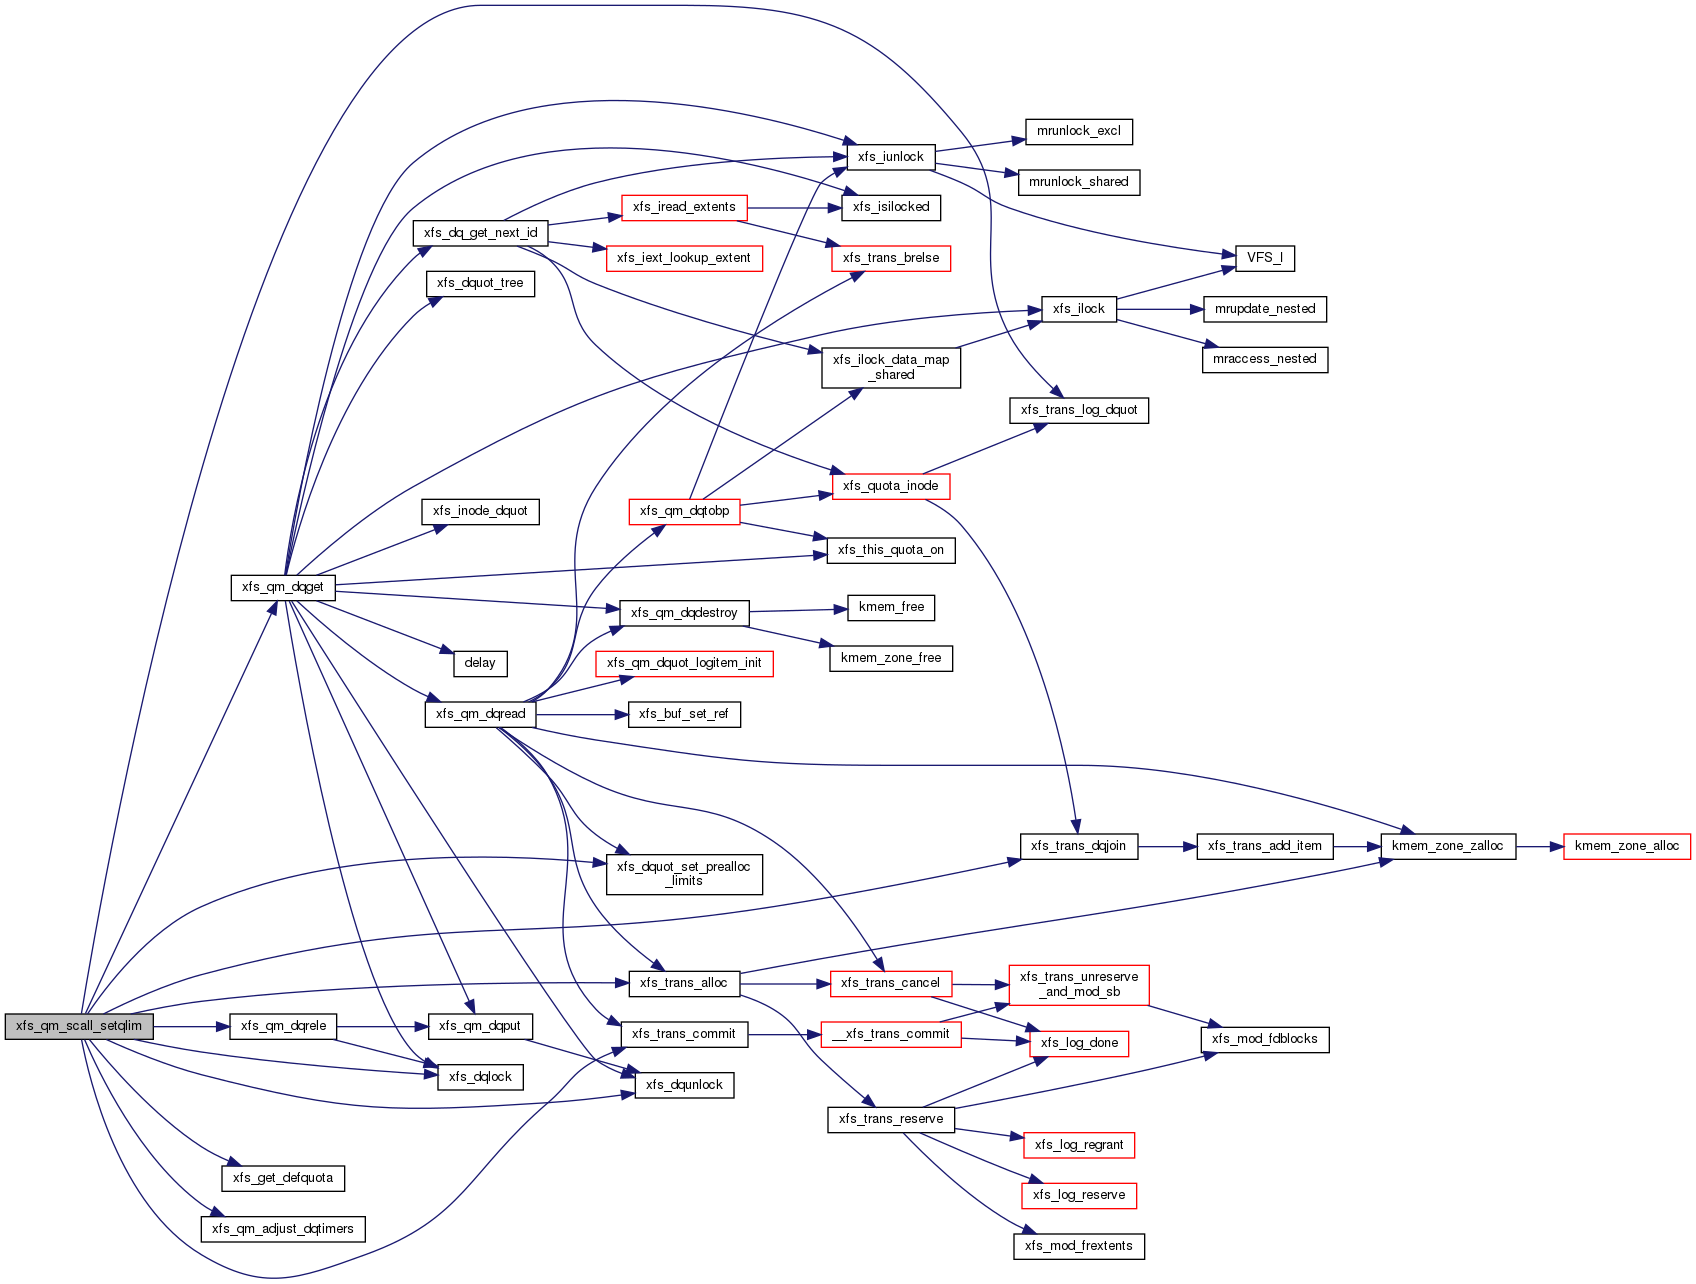 mrunlock_excl
xfs_iunlock
mrunlock_shared
xfs_iread_extents
xfs_isilocked
xfs_dq_get_next_id
xfs_iext_lookup_extent
xfs_trans_brelse
VFS_I
xfs_dquot_tree
xfs_ilock
mrupdate_nested
xfs_ilock_data_map
_shared
mraccess_nested
xfs_trans_log_dquot
xfs_quota_inode
xfs_inode_dquot
xfs_qm_dqtobp
xfs_this_quota_on
xfs_qm_dqget
xfs_qm_dqdestroy
kmem_free
delay
xfs_qm_dquot_logitem_init
kmem_zone_free
xfs_qm_dqread
xfs_buf_set_ref
xfs_dquot_set_prealloc
_limits
xfs_trans_dqjoin
xfs_trans_add_item
kmem_zone_zalloc
kmem_zone_alloc
xfs_trans_alloc
xfs_trans_cancel
xfs_trans_unreserve
_and_mod_sb
xfs_qm_scall_setqlim
xfs_qm_dqrele
xfs_qm_dqput
xfs_trans_commit
__xfs_trans_commit
xfs_log_done
xfs_mod_fdblocks
xfs_dqlock
xfs_dqunlock
xfs_trans_reserve
xfs_log_regrant
xfs_get_defquota
xfs_log_reserve
xfs_qm_adjust_dqtimers
xfs_mod_frextents